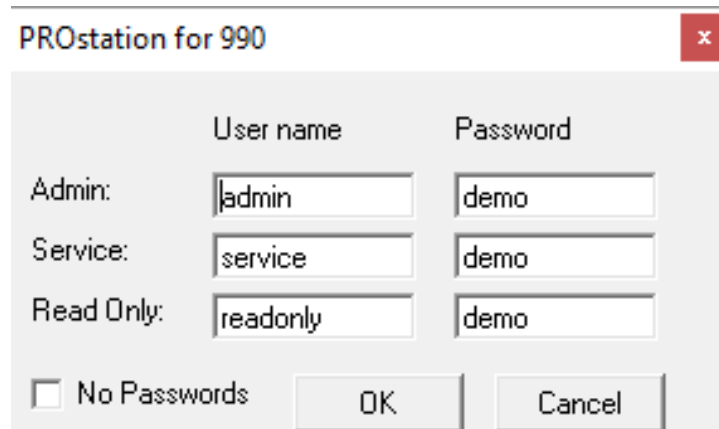 PROstation for 990 x
User name Password
Admin: admin demo
Service: service demo
Read Only: readonly demo
No Passwords OK Cancel